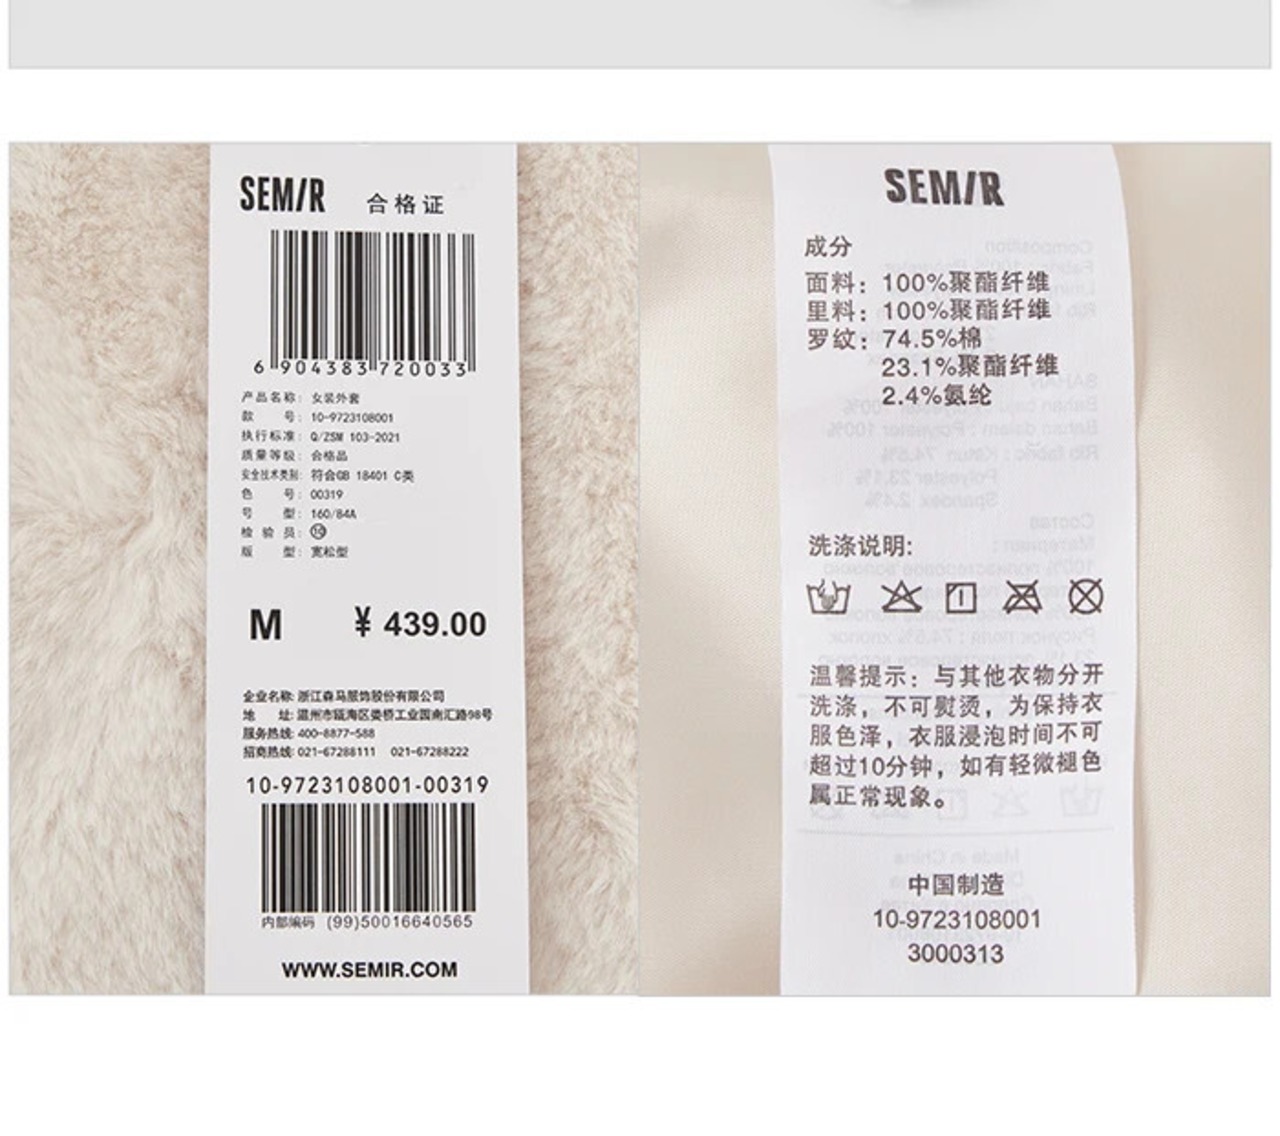 SEMIR 合格证
6 904383 720033
产品名称: 女装外套
款 号: 10-9723108001
执行标准: Q/ZSM 103-2021
质量等级: 合格品
安全技术类别: 符合GB 18401 C类
色 号: 00319
号 型: 160/84A
检 验 员: ⑩
版 型: 宽松型
M ¥ 439.00
企业名称: 浙江森马服饰股份有限公司
地 址: 温州市瓯海区娄桥工业园南汇路98号
服务热线: 400-8877-588
招商热线: 021-67288111 021-67288222
10-9723108001-00319
内部编码 (99)50016640565
WWW.SEMIR.COM
SEMIR
成分
面料: 100%聚酯纤维
里料: 100%聚酯纤维
罗纹: 74.5%棉
23.1%聚酯纤维
2.4%氨纶
洗涤说明:
温馨提示: 与其他衣物分开
洗涤, 不可熨烫, 为保持衣
服色泽, 衣服浸泡时间不可
超过10分钟, 如有轻微褪色
属正常现象。
中国制造
10-9723108001
3000313